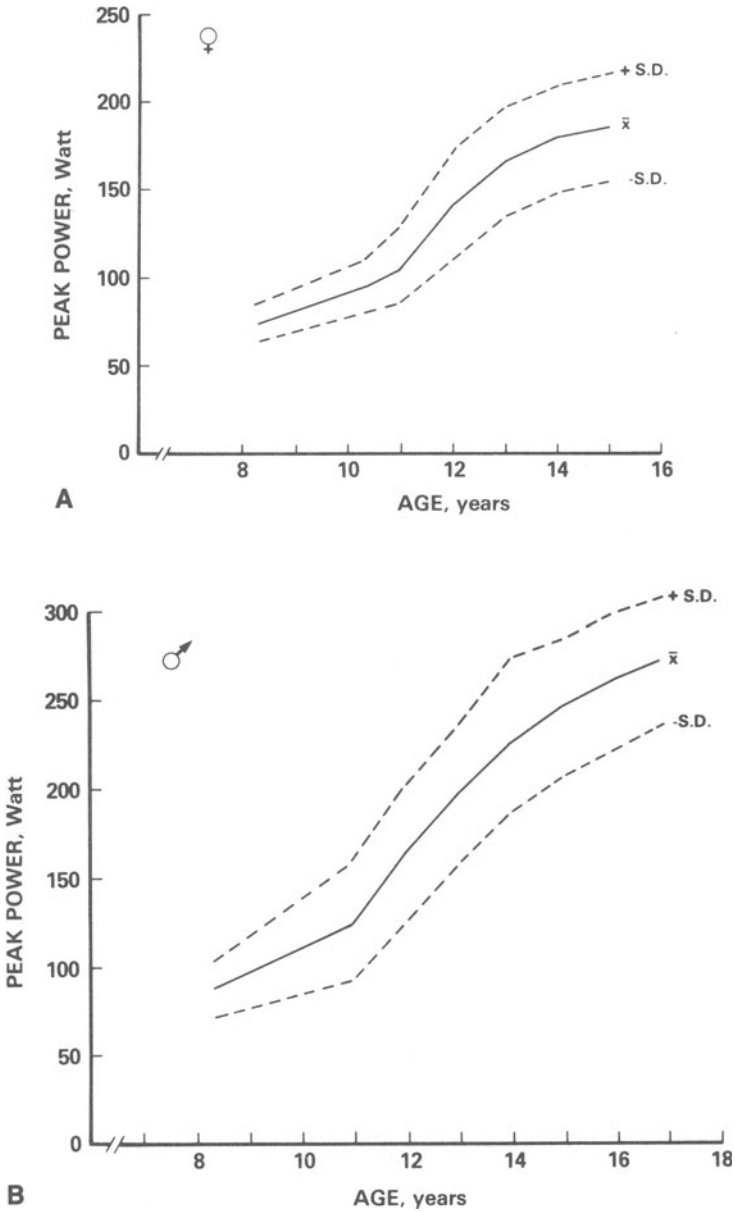 250
200
150
100
50
0
PEAK POWER, Watt
+ S.D.
x̄
-S.D.
8 10 12 14 16
AGE, years
A
300
250
200
150
100
50
0
PEAK POWER, Watt
+ S.D.
x̄
-S.D.
8 10 12 14 16 18
AGE, years
B